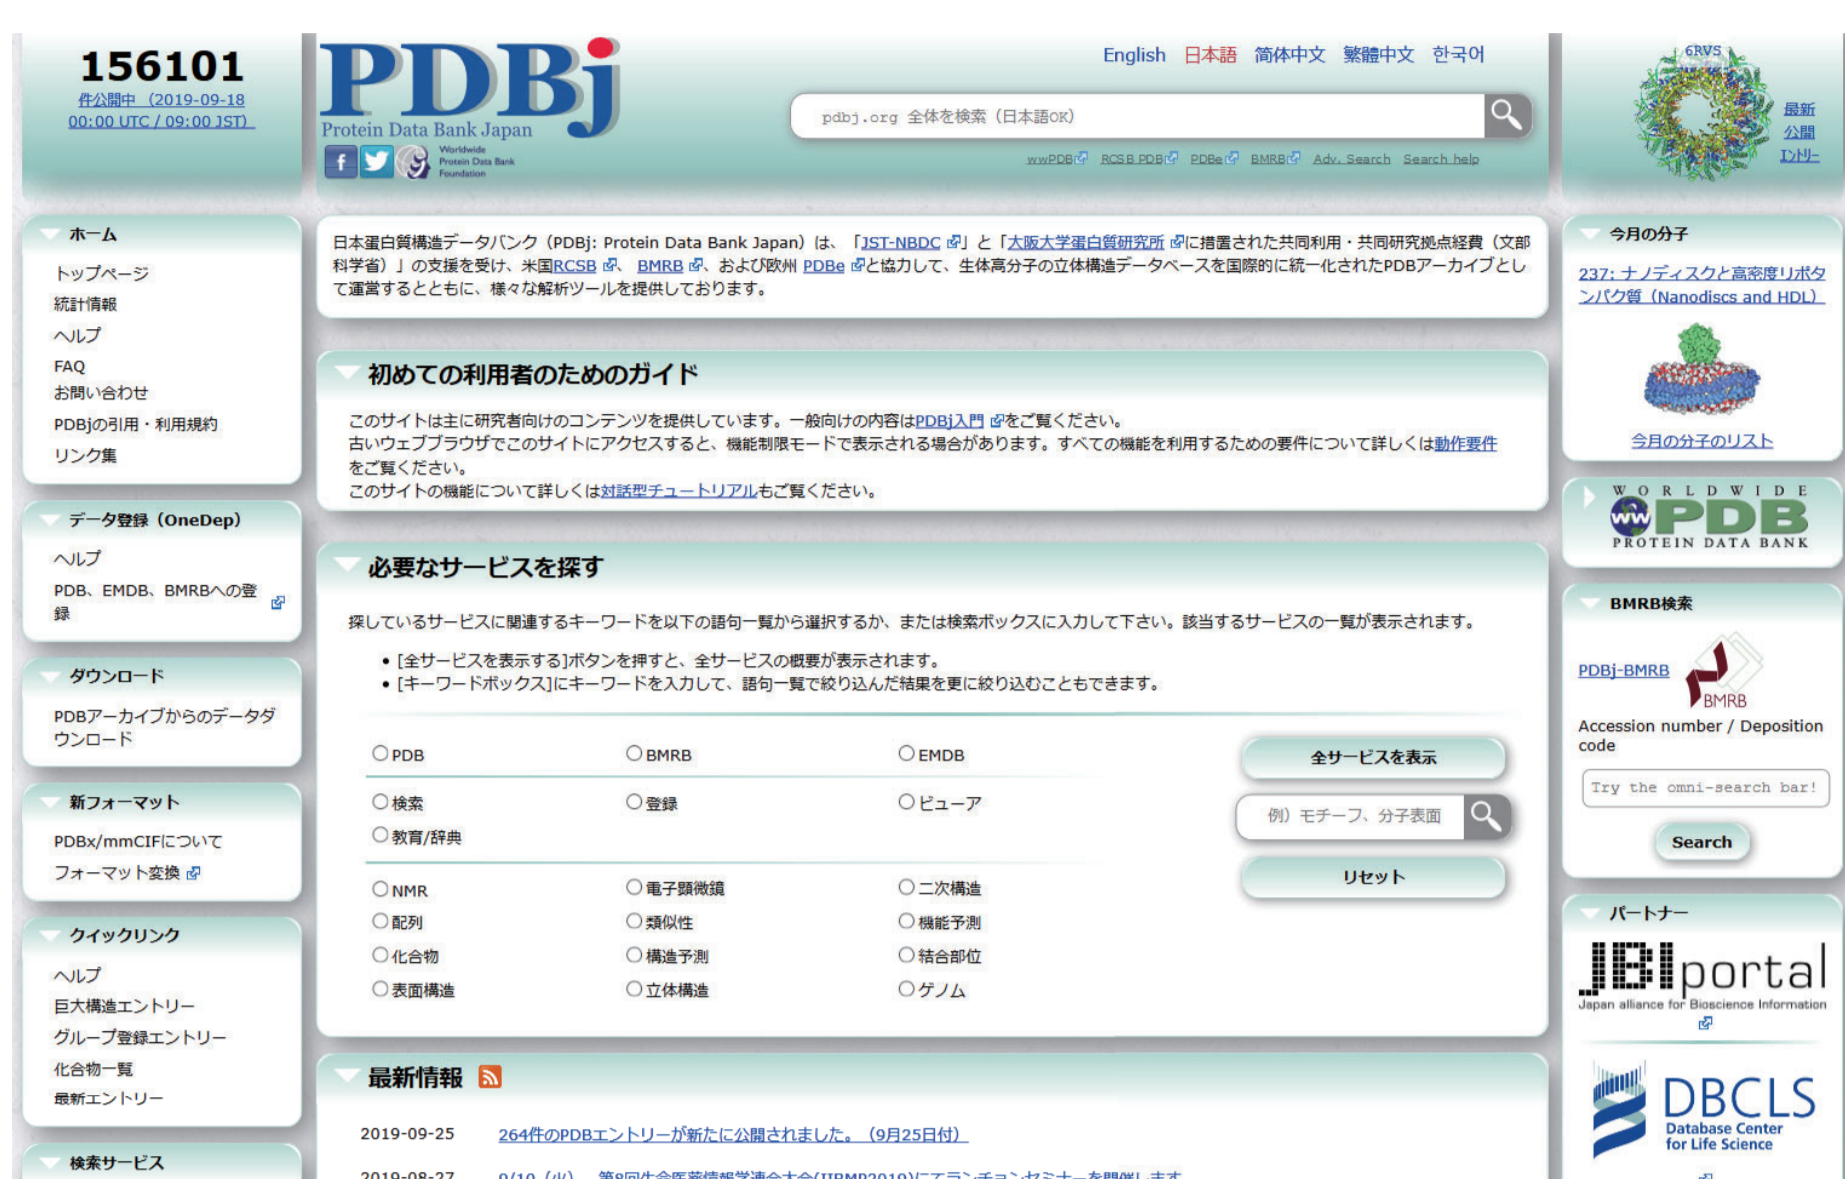 156101
件公開中 (2019-09-18
00:00 UTC / 09:00 JST)
PDBj
Protein Data Bank Japan
Worldwide
Protein Data Bank
Foundation
English 日本語 简体中文 繁體中文 한국어
pdbj.org 全体を検索 (日本語OK)
wwPDB RCSB PDB PDBe BMRB Adv. Search Search help
6RVS
最新
公開
エントリー
ホーム
トップページ
統計情報
ヘルプ
FAQ
お問い合わせ
PDBjの引用・利用規約
リンク集
データ登録 (OneDep)
ヘルプ
PDB、EMDB、BMRBへの登
録
ダウンロード
PDBアーカイブからのデータダ
ウンロード
新フォーマット
PDBx/mmCIFについて
フォーマット変換
クイックリンク
ヘルプ
巨大構造エントリー
グループ登録エントリー
化合物一覧
最新エントリー
検索サービス
日本蛋白質構造データバンク (PDBj: Protein Data Bank Japan) は、「JST-NBDC 」と「大阪大学蛋白質研究所 に措置された共同利用・共同研究拠点経費(文部
科学省)」の支援を受け、米国RCSB 、 BMRB 、および欧州 PDBe と協力して、生体高分子の立体構造データベースを国際的に統一化されたPDBアーカイブとし
て運営するとともに、様々な解析ツールを提供しております。
初めての利用者のためのガイド
このサイトは主に研究者向けのコンテンツを提供しています。一般向けの内容はPDBj入門 をご覧ください。
古いウェブブラウザでこのサイトにアクセスすると、機能制限モードで表示される場合があります。すべての機能を利用するための要件について詳しくは動作要件
をご覧ください。
このサイトの機能について詳しくは対話型チュートリアルもご覧ください。
必要なサービスを探す
探しているサービスに関連するキーワードを以下の語句一覧から選択するか、または検索ボックスに入力して下さい。該当するサービスの一覧が表示されます。
• [全サービスを表示する]ボタンを押すと、全サービスの概要が表示されます。
• [キーワードボックス]にキーワードを入力して、語句一覧で絞り込んだ結果を更に絞り込むこともできます。
PDB BMRB EMDB
検索 登録 ビューア
教育/辞典
NMR 電子顕微鏡 二次構造
配列 類似性 機能予測
化合物 構造予測 結合部位
表面構造 立体構造 ゲノム
全サービスを表示
例) モチーフ、分子表面
リセット
最新情報
2019-09-25 264件のPDBエントリーが新たに公開されました。 (9月25日付)
2019-08-27 9/10 (火) 第8回生命医薬情報学連合大会(IIBMP2019)にてランチョンセミナーを開催します
今月の分子
237: ナノディスクと高密度リポタ
ンパク質 (Nanodiscs and HDL)
今月の分子のリスト
WORLDWIDE
ww PDB
PROTEIN DATA BANK
BMRB検索
PDBj-BMRB
BMRB
Accession number / Deposition
code
Try the omni-search bar!
Search
パートナー
JBI portal
Japan alliance for Bioscience Information
DBCLS
Database Center
for Life Science